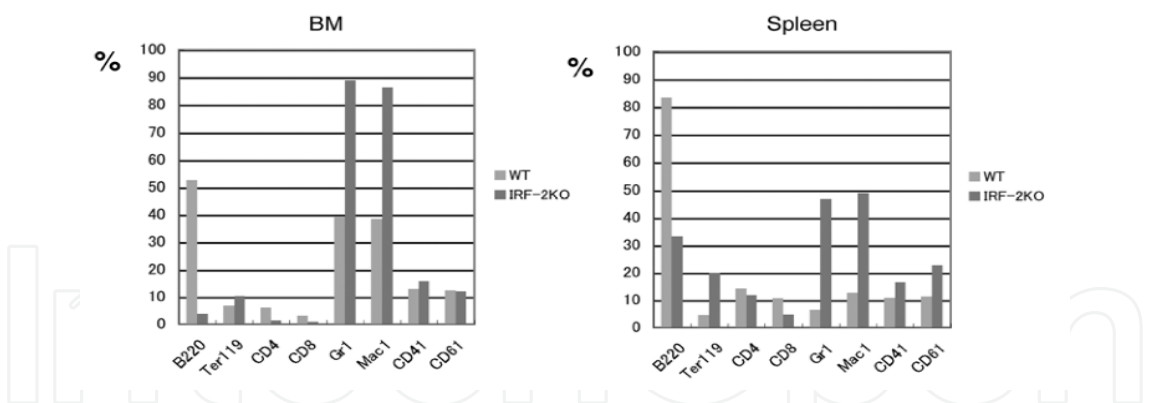 BM
%
100
90
80
70
60
50
40
30
20
10
0
B220
Ter119
CD4
CD8
Gr1
Mac1
CD41
CD61
WT
IRF-2KO
Spleen
%
100
90
80
70
60
50
40
30
20
10
0
B220
Ter119
CD4
CD8
Gr1
Mac1
CD41
CD61
WT
IRF-2KO